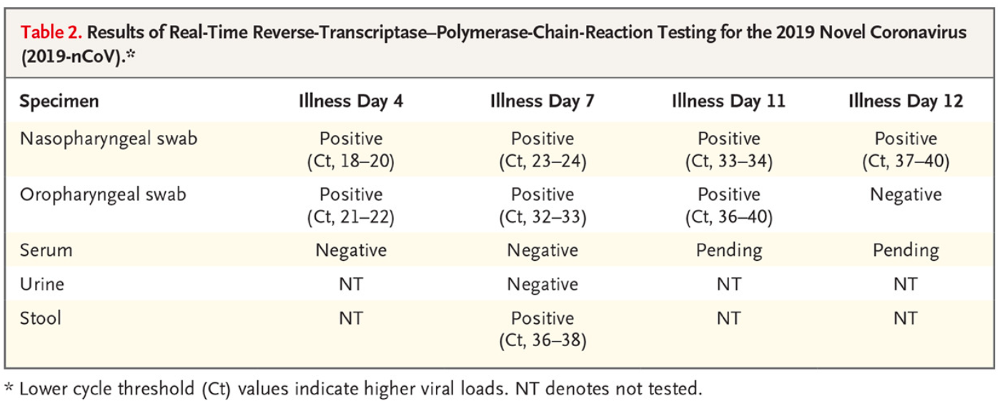 Table 2. Results of Real-Time Reverse-Transcriptase–Polymerase-Chain-Reaction Testing for the 2019 Novel Coronavirus
(2019-nCoV).*
Specimen Illness Day 4 Illness Day 7 Illness Day 11 Illness Day 12
Nasopharyngeal swab Positive Positive Positive Positive
(Ct, 18–20) (Ct, 23–24) (Ct, 33–34) (Ct, 37–40)
Oropharyngeal swab Positive Positive Positive Negative
(Ct, 21–22) (Ct, 32–33) (Ct, 36–40)
Serum Negative Negative Pending Pending
Urine NT Negative NT NT
Stool NT Positive NT NT
(Ct, 36–38)
* Lower cycle threshold (Ct) values indicate higher viral loads. NT denotes not tested.